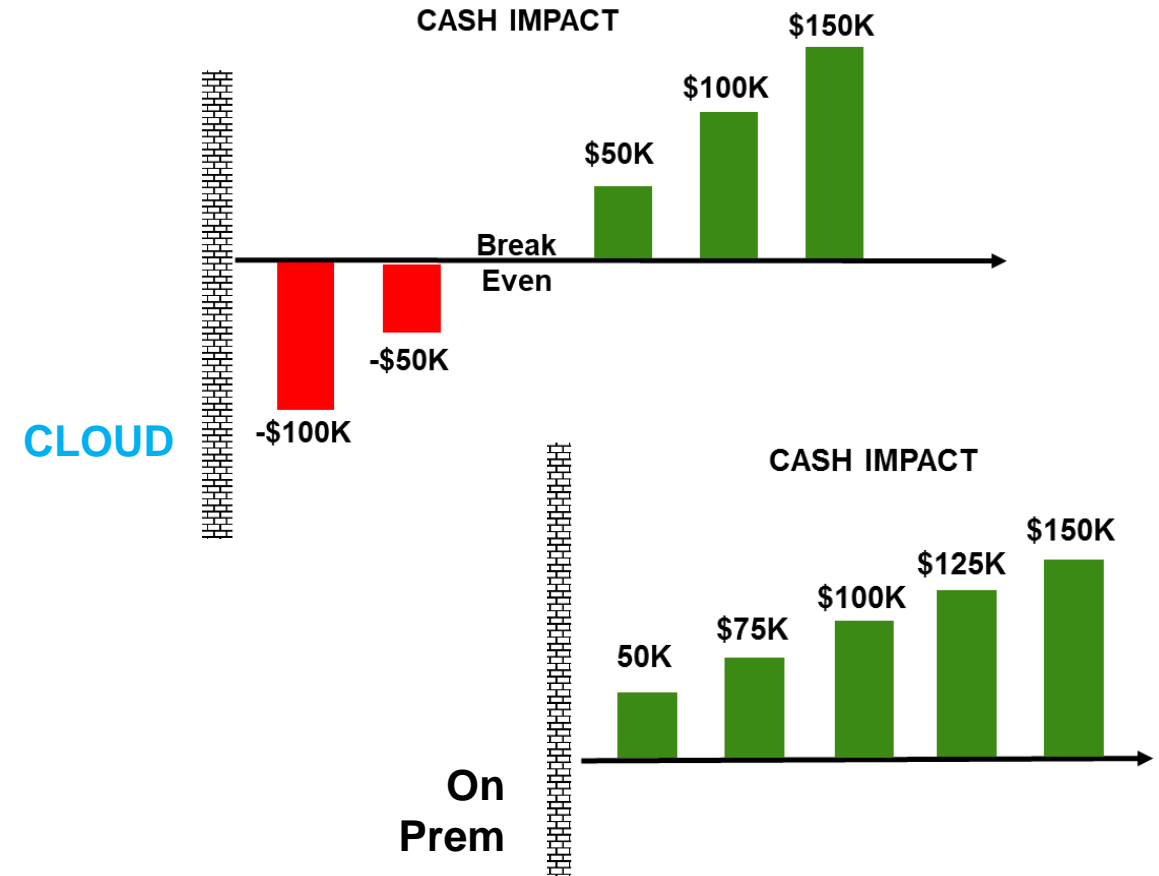 CASH IMPACT
$150K
$100K
$50K
Break
Even
-$50K
-$100K
CLOUD
CASH IMPACT
$150K
$125K
$100K
$75K
50K
On
Prem